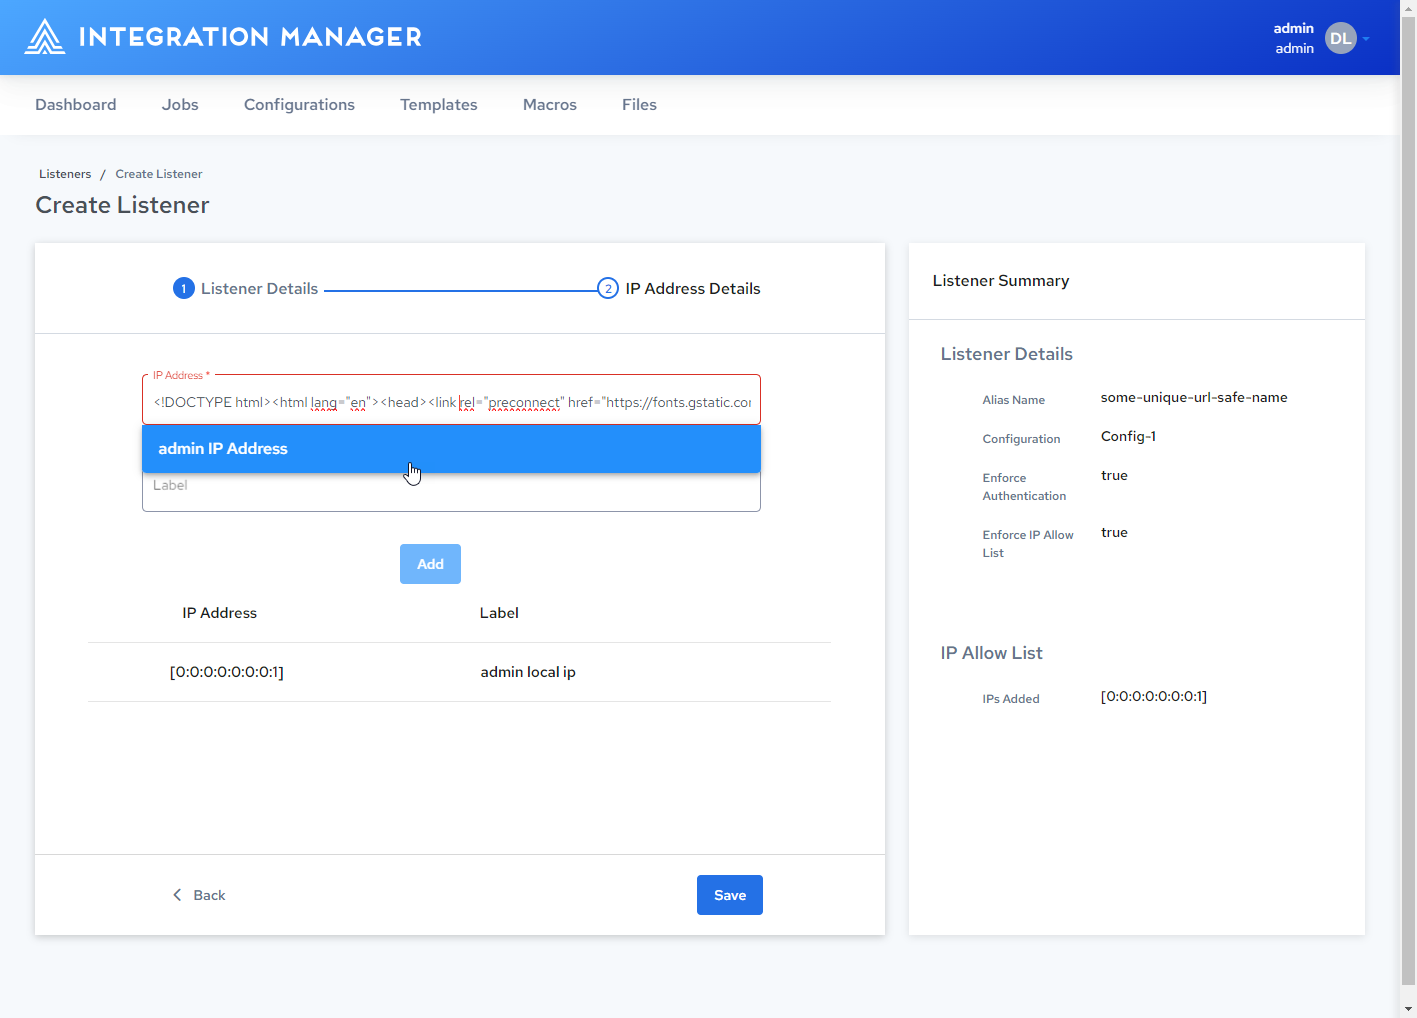 INTEGRATION MANAGER
admin
admin
DL
Dashboard
Jobs
Configurations
Templates
Macros
Files
Listeners / Create Listener
Create Listener
1 Listener Details
2 IP Address Details
IP Address *
<!DOCTYPE html><html lang="en"><head><link rel="preconnect" href="https://fonts.gstatic.co
admin IP Address
Label
Add
IP Address
Label
[0:0:0:0:0:0:0:1]
admin local ip
Back
Save
Listener Summary
Listener Details
Alias Name
some-unique-url-safe-name
Configuration
Config-1
Enforce
Authentication
true
Enforce IP Allow
List
true
IP Allow List
IPs Added
[0:0:0:0:0:0:0:1]